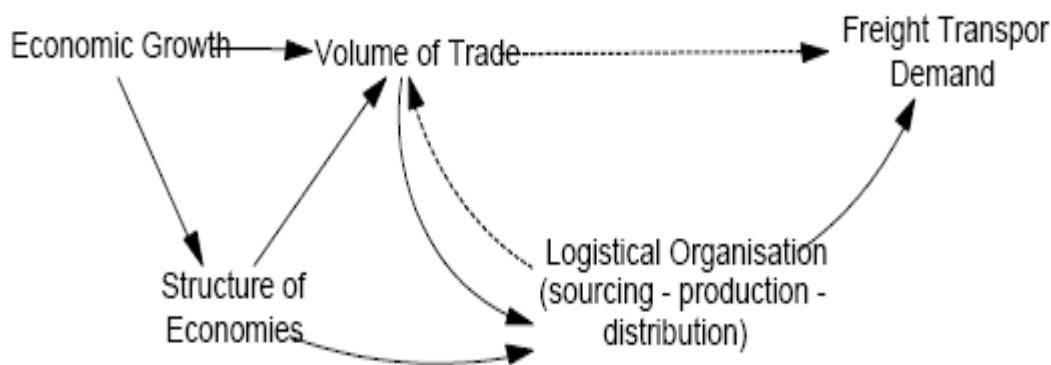 Economic Growth
Volume of Trade
Freight Transpor
Demand
Structure of
Economies
Logistical Organisation
(sourcing - production -
distribution)